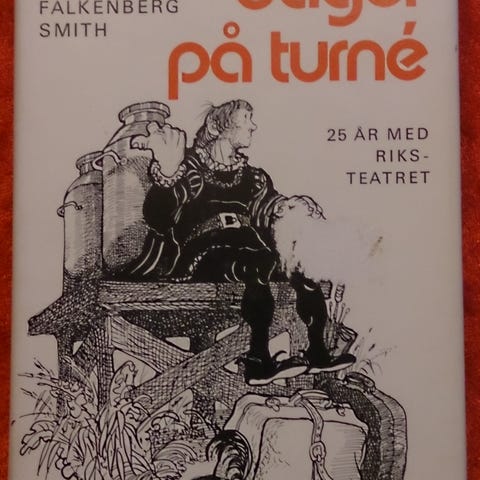 FALKENBERG
SMITH
på turné
25 ÅR MED
RIKS-
TEATRET